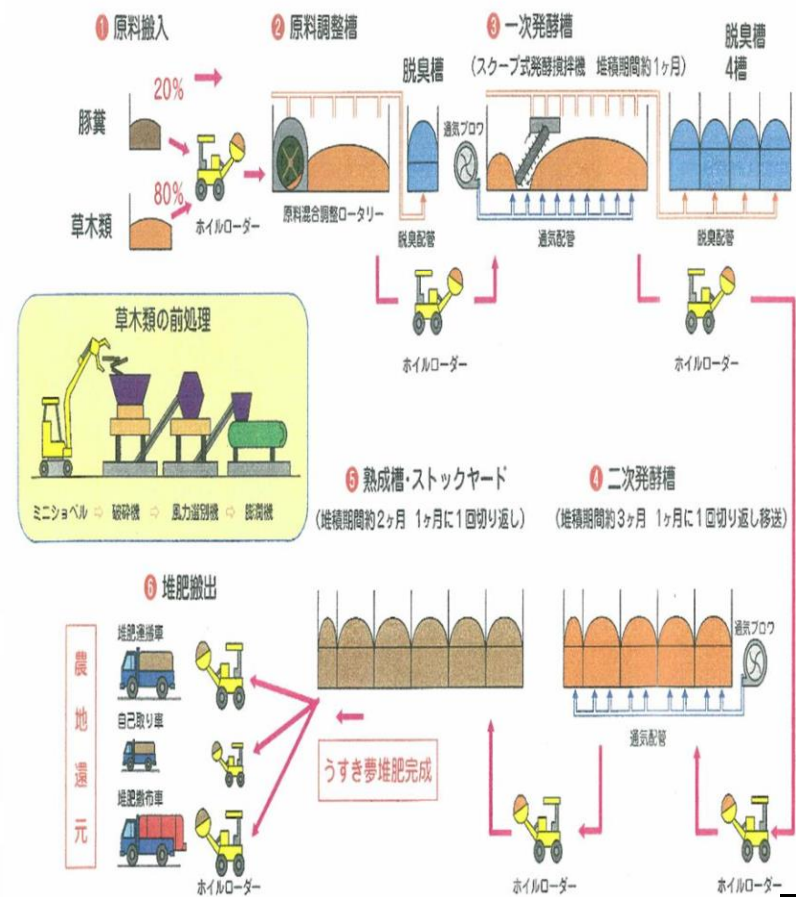 ① 原料搬入
20%
豚糞
80%
草木類
ホイルローダー
② 原料調整槽
脱臭槽
原料混合調整ロータリー
脱臭配管
ホイルローダー
③ 一次発酵槽
(スクープ式発酵撹拌機 堆積期間約1ヶ月)
通気ブロワ
通気配管
脱臭槽
4槽
脱臭配管
ホイルローダー
草木類の前処理
ミニショベル ⇨ 破砕機 ⇨ 風力選別機 ⇨ 膨潤機
④ 二次発酵槽
(堆積期間約3ヶ月 1ヶ月に1回切り返し移送)
通気ブロワ
通気配管
ホイルローダー
ホイルローダー
⑤ 熟成槽・ストックヤード
(堆積期間約2ヶ月 1ヶ月に1回切り返し)
うすき夢堆肥完成
⑥ 堆肥搬出
堆肥運搬車
自己取り車
堆肥撒布車
ホイルローダー
農地還元